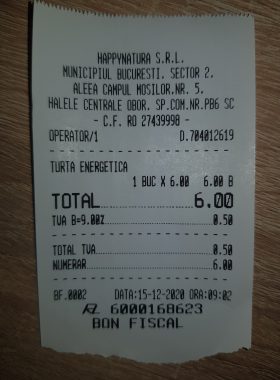 HAPPYNATURA S.R.L.
MUNICIPIUL BUCURESTI, SECTOR 2,
ALEEA CAMPUL MOSILOR,NR. 5,
HALELE CENTRALE OBOR, SP.COM.NR.PB6 SC
- C.F. RO 27439998 -
OPERATOR/1 D.704012619
TURTA ENERGETICA
1 BUC X 6.00 6.00 B
TOTAL 6.00
TVA B=9.00% 0.50
TOTAL TVA 0.50
NUMERAR 6.00
BF.0002 DATA:15-12-2020 ORA:09:02
6000168623
BON FISCAL